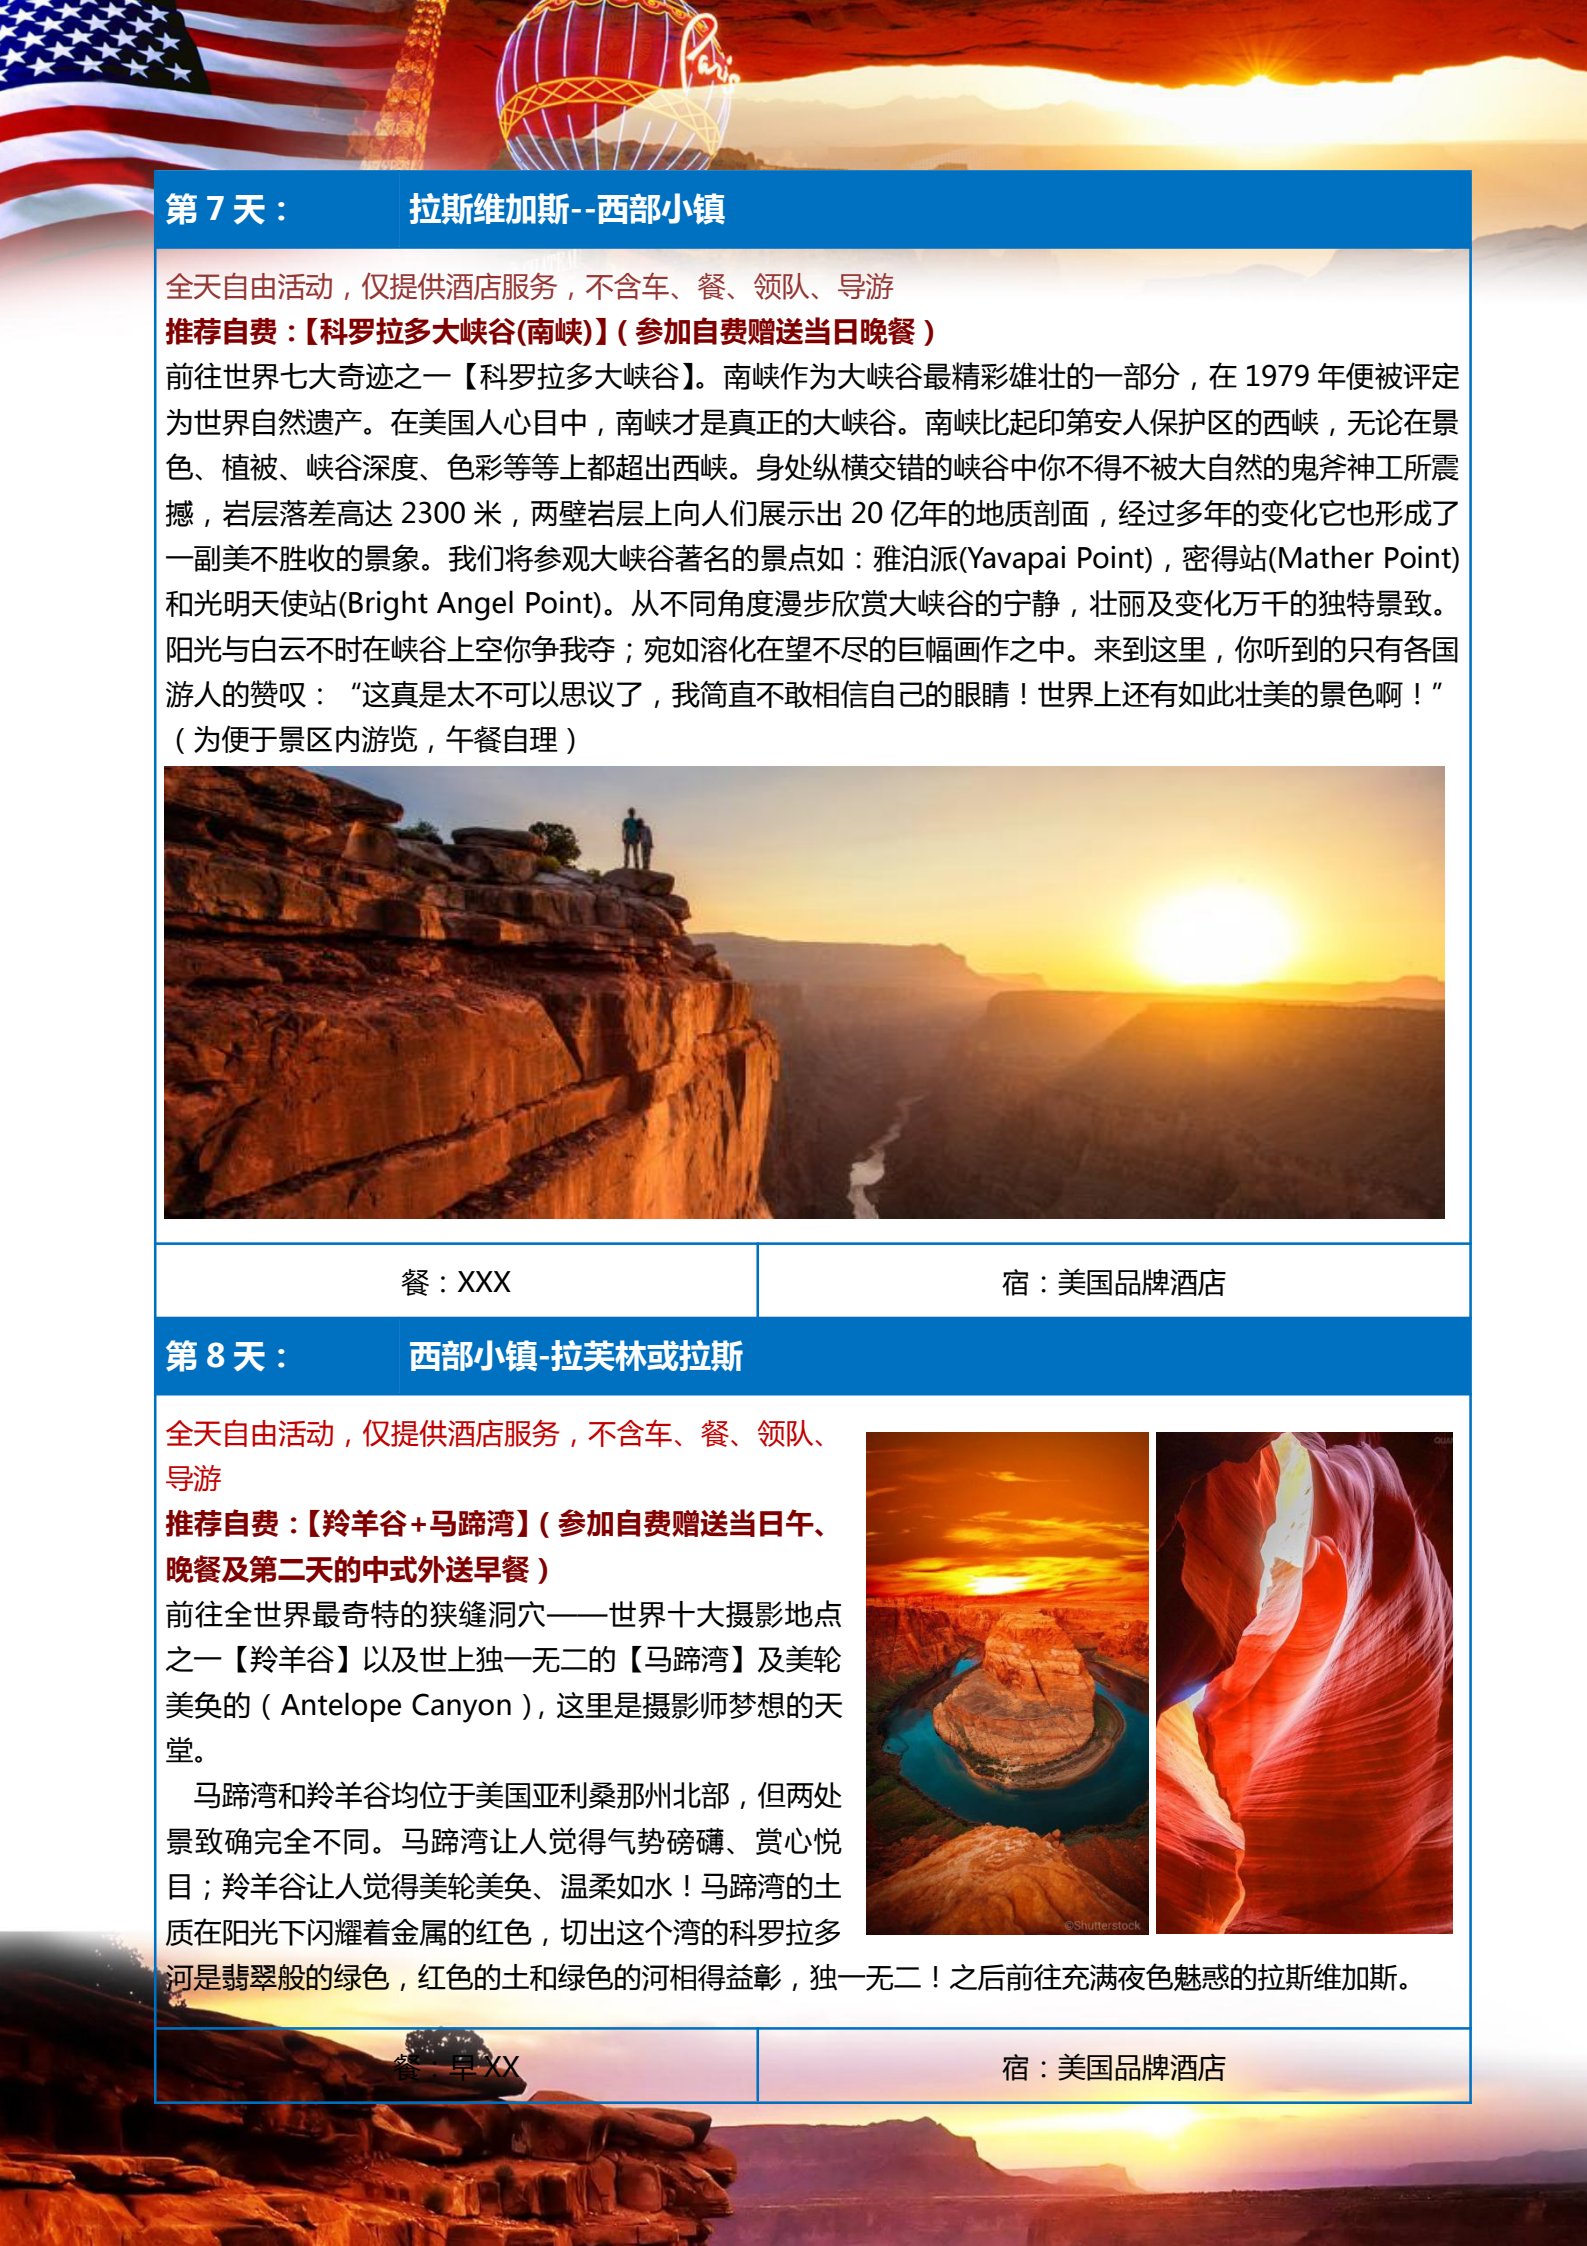 Paris
第 7 天：
拉斯维加斯--西部小镇
全天自由活动，仅提供酒店服务，不含车、餐、领队、导游
推荐自费：【科罗拉多大峡谷(南峡)】（参加自费赠送当日晚餐）
前往世界七大奇迹之一【科罗拉多大峡谷】。南峡作为大峡谷最精彩雄壮的一部分，在 1979 年便被评定
为世界自然遗产。在美国人心目中，南峡才是真正的大峡谷。南峡比起印第安人保护区的西峡，无论在景
色、植被、峡谷深度、色彩等等上都超出西峡。身处纵横交错的峡谷中你不得不被大自然的鬼斧神工所震
撼，岩层落差高达 2300 米，两壁岩层上向人们展示出 20 亿年的地质剖面，经过多年的变化它也形成了
一副美不胜收的景象。我们将参观大峡谷著名的景点如：雅泊派(Yavapai Point)，密得站(Mather Point)
和光明天使站(Bright Angel Point)。从不同角度漫步欣赏大峡谷的宁静，壮丽及变化万千的独特景致。
阳光与白云不时在峡谷上空你争我夺；宛如溶化在望不尽的巨幅画作之中。来到这里，你听到的只有各国
游人的赞叹：“这真是太不可以思议了，我简直不敢相信自己的眼睛！世界上还有如此壮美的景色啊！”
（为便于景区内游览，午餐自理）
餐：XXX
宿：美国品牌酒店
第 8 天：
西部小镇-拉芙林或拉斯
全天自由活动，仅提供酒店服务，不含车、餐、领队、
导游
推荐自费：【羚羊谷+马蹄湾】（参加自费赠送当日午、
晚餐及第二天的中式外送早餐）
前往全世界最奇特的狭缝洞穴——世界十大摄影地点
之一【羚羊谷】以及世上独一无二的【马蹄湾】及美轮
美奂的（Antelope Canyon），这里是摄影师梦想的天
堂。
马蹄湾和羚羊谷均位于美国亚利桑那州北部，但两处
景致确完全不同。马蹄湾让人觉得气势磅礴、赏心悦
目；羚羊谷让人觉得美轮美奂、温柔如水！马蹄湾的土
质在阳光下闪耀着金属的红色，切出这个湾的科罗拉多
河是翡翠般的绿色，红色的土和绿色的河相得益彰，独一无二！之后前往充满夜色魅惑的拉斯维加斯。
©Shutterstock
餐：早 XX
宿：美国品牌酒店